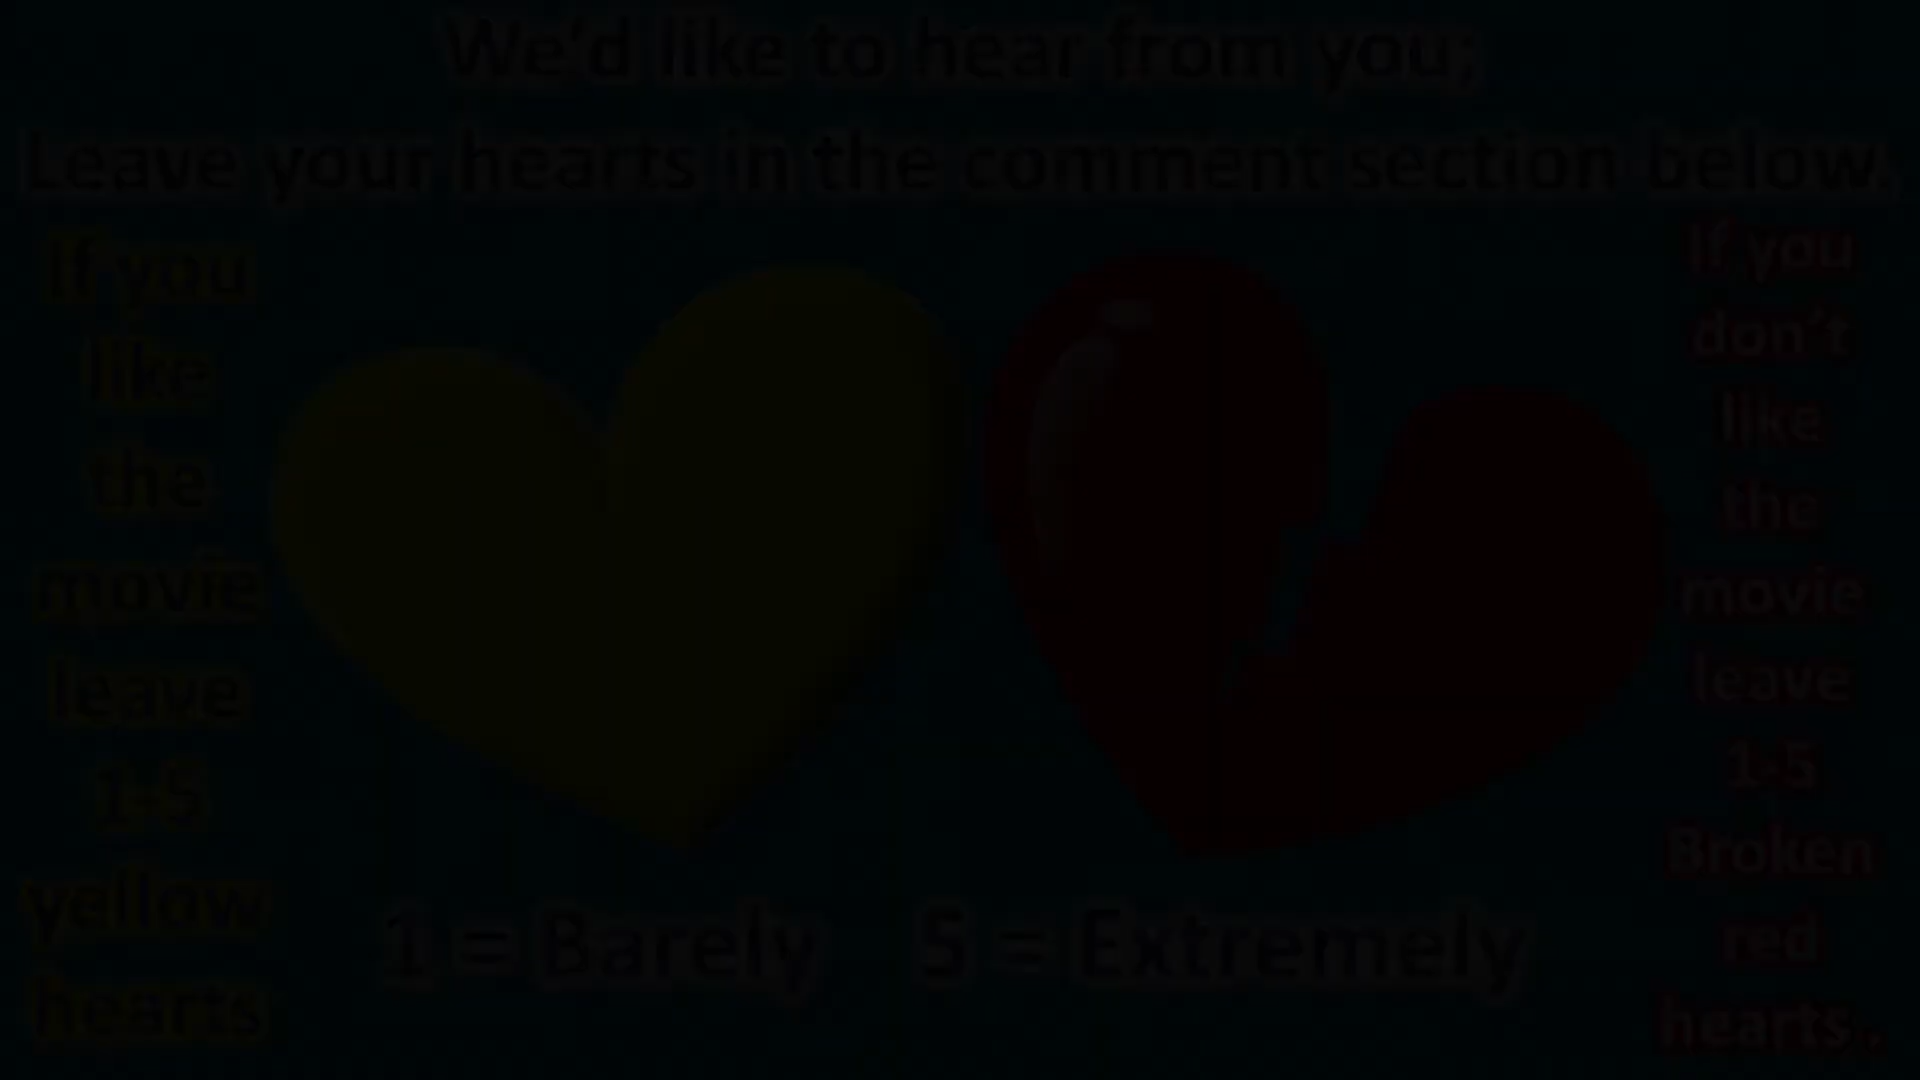 We'd like to hear from you;
Leave your hearts in the comment section below.
If you
like
the
movie
leave
1-5
yellow
hearts
If you
don't
like
the
movie
leave
1-5
Broken
red
hearts..
1 = Barely 5 = Extremely